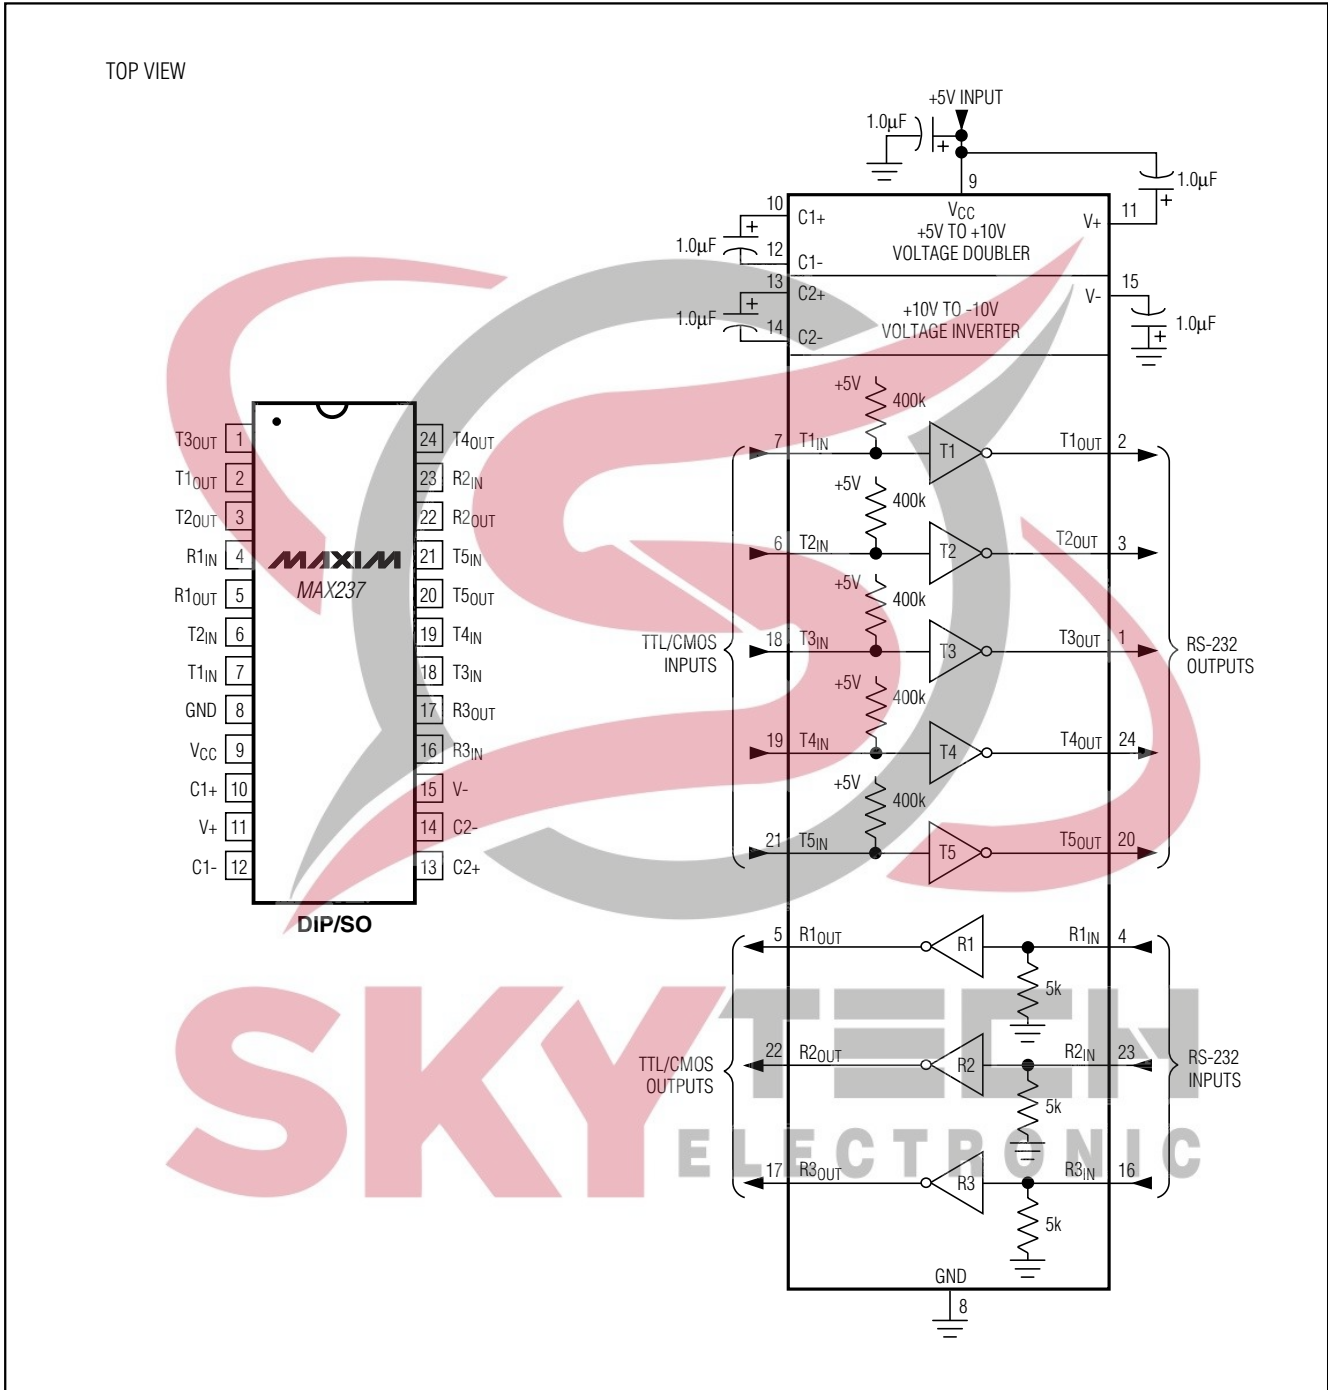 TOP VIEW
T3OUT 1
T1OUT 2
T2OUT 3
R1IN 4
R1OUT 5
T2IN 6
T1IN 7
GND 8
VCC 9
C1+ 10
V+ 11
C1- 12
24 T4OUT
23 R2IN
22 R2OUT
21 T5IN
20 T5OUT
19 T4IN
18 T3IN
17 R3OUT
16 R3IN
15 V-
14 C2-
13 C2+
MAXIM
MAX237
DIP/SO
+5V INPUT
1.0µF
+
9
1.0µF
+
10 C1+
+
1.0µF
12 C1-
VCC
+5V TO +10V
VOLTAGE DOUBLER
V+ 11
13 C2+
+
1.0µF
14 C2-
+10V TO -10V
VOLTAGE INVERTER
V- 15
1.0µF
+
+5V
400k
7 T1IN
T1
T1OUT 2
+5V
400k
6 T2IN
T2
T2OUT 3
+5V
400k
TTL/CMOS
INPUTS
18 T3IN
T3
T3OUT 1
RS-232
OUTPUTS
+5V
400k
19 T4IN
T4
T4OUT 24
+5V
400k
21 T5IN
T5
T5OUT 20
5 R1OUT
R1
R1IN 4
5k
TTL/CMOS
OUTPUTS
22 R2OUT
R2
R2IN 23
5k
RS-232
INPUTS
17 R3OUT
R3
R3IN 16
5k
GND
8
SKYTECH
ELECTRONIC